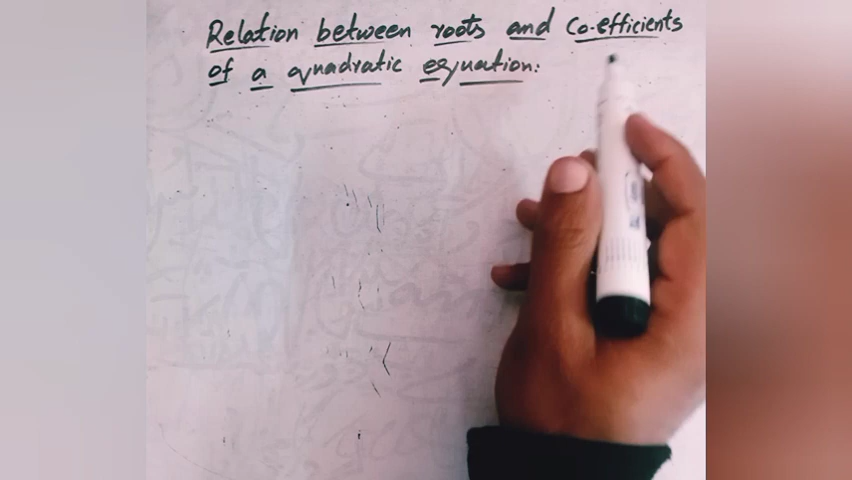 Relation between roots and Co-efficients
of a quadratic equation: